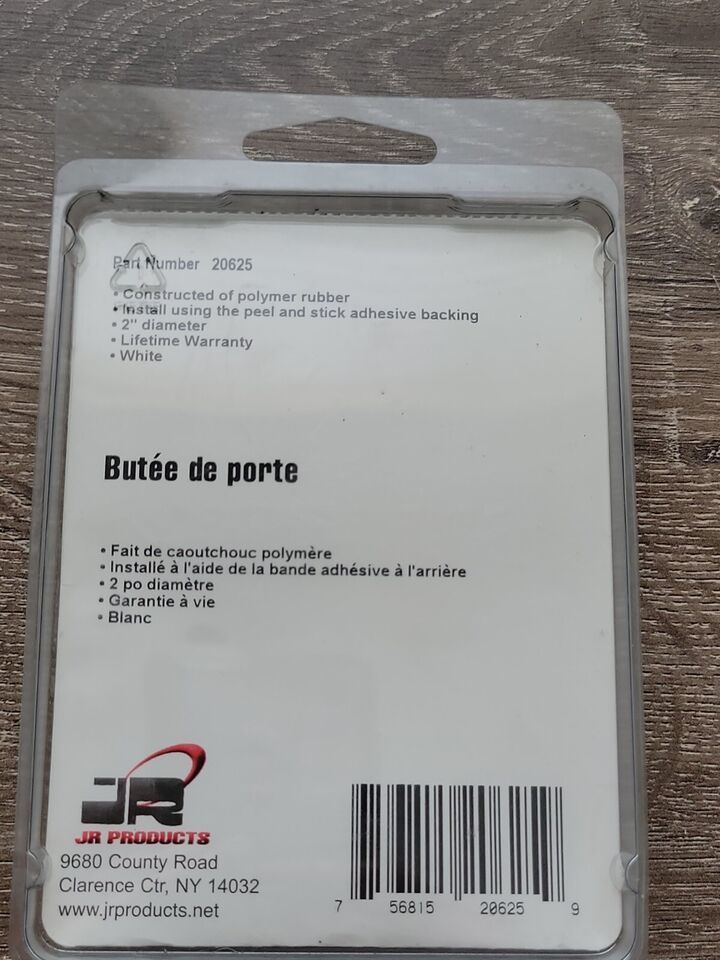 Part Number 20625
• Constructed of polymer rubber
• Install using the peel and stick adhesive backing
• 2" diameter
• Lifetime Warranty
• White
Butée de porte
• Fait de caoutchouc polymère
• Installé à l'aide de la bande adhésive à l'arrière
• 2 po diamètre
• Garantie à vie
• Blanc
JR
JR PRODUCTS
9680 County Road
Clarence Ctr, NY 14032
www.jrproducts.net
7 56815 20625 9